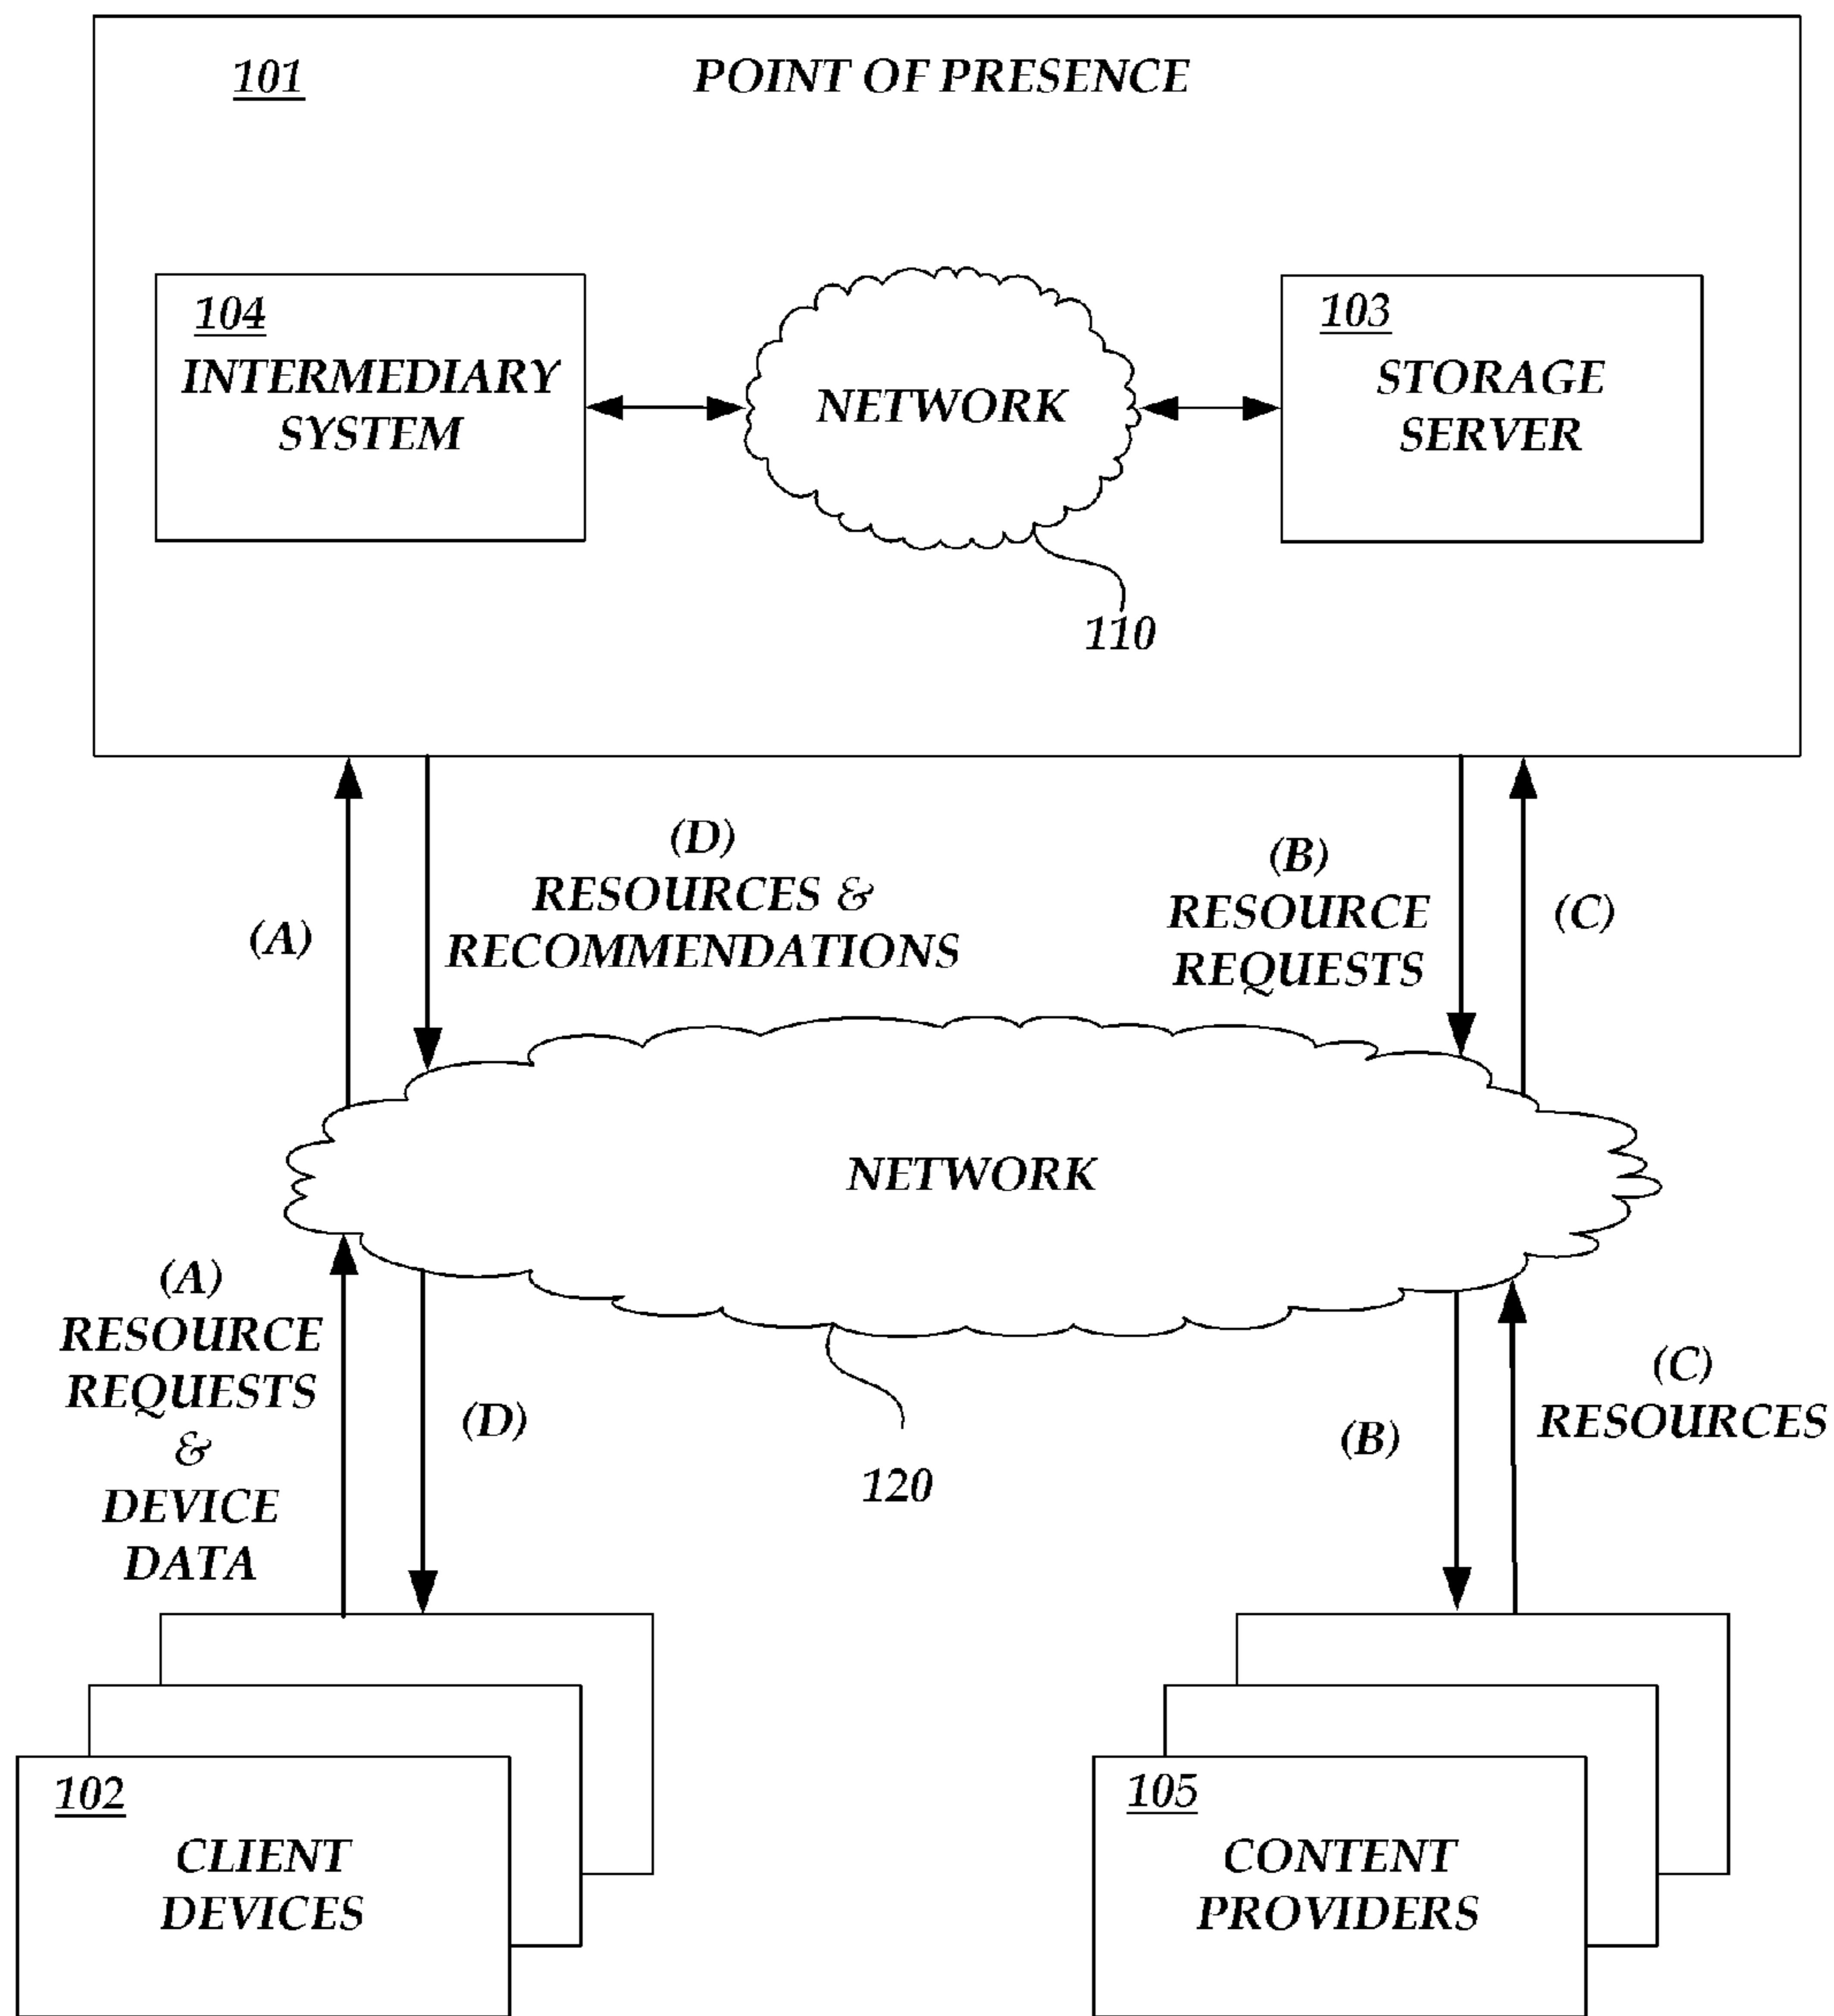 101
POINT OF PRESENCE
104
INTERMEDIARY
SYSTEM
NETWORK
103
STORAGE
SERVER
110
(A)
(D)
RESOURCES &
RECOMMENDATIONS
(B)
RESOURCE
REQUESTS
(C)
NETWORK
120
(A)
RESOURCE
REQUESTS
&
DEVICE
DATA
(D)
(B)
(C)
RESOURCES
102
CLIENT
DEVICES
105
CONTENT
PROVIDERS